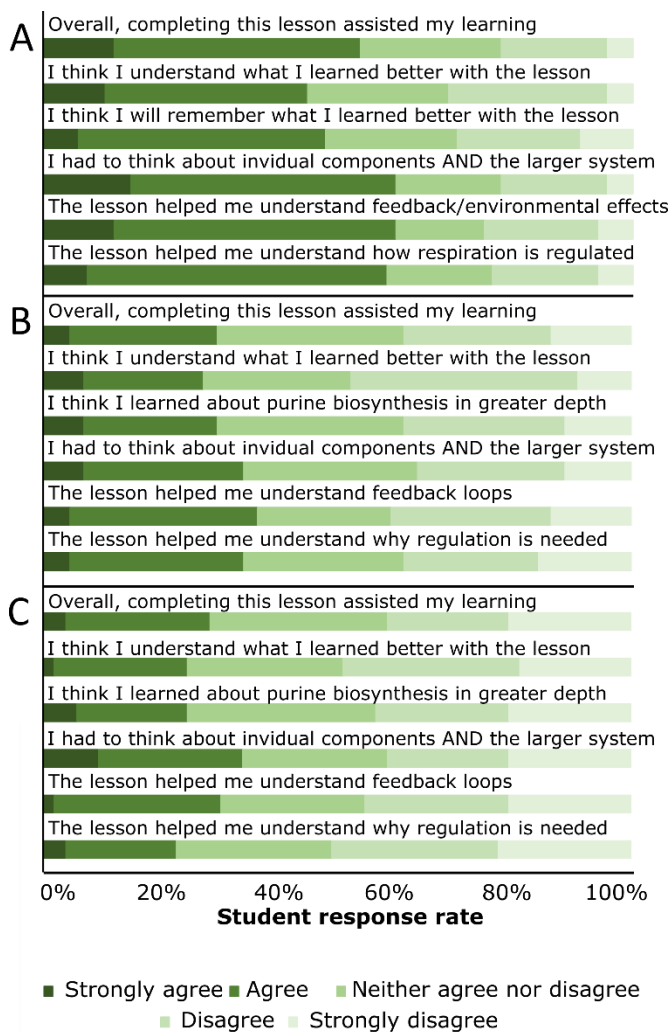 A
Overall, completing this lesson assisted my learning
I think I understand what I learned better with the lesson
I think I will remember what I learned better with the lesson
I had to think about invidual components AND the larger system
The lesson helped me understand feedback/environmental effects
The lesson helped me understand how respiration is regulated
B
Overall, completing this lesson assisted my learning
I think I understand what I learned better with the lesson
I think I learned about purine biosynthesis in greater depth
I had to think about invidual components AND the larger system
The lesson helped me understand feedback loops
The lesson helped me understand why regulation is needed
C
Overall, completing this lesson assisted my learning
I think I understand what I learned better with the lesson
I think I learned about purine biosynthesis in greater depth
I had to think about invidual components AND the larger system
The lesson helped me understand feedback loops
The lesson helped me understand why regulation is needed
0% 20% 40% 60% 80% 100%
Student response rate
Strongly agree Agree Neither agree nor disagree
Disagree Strongly disagree